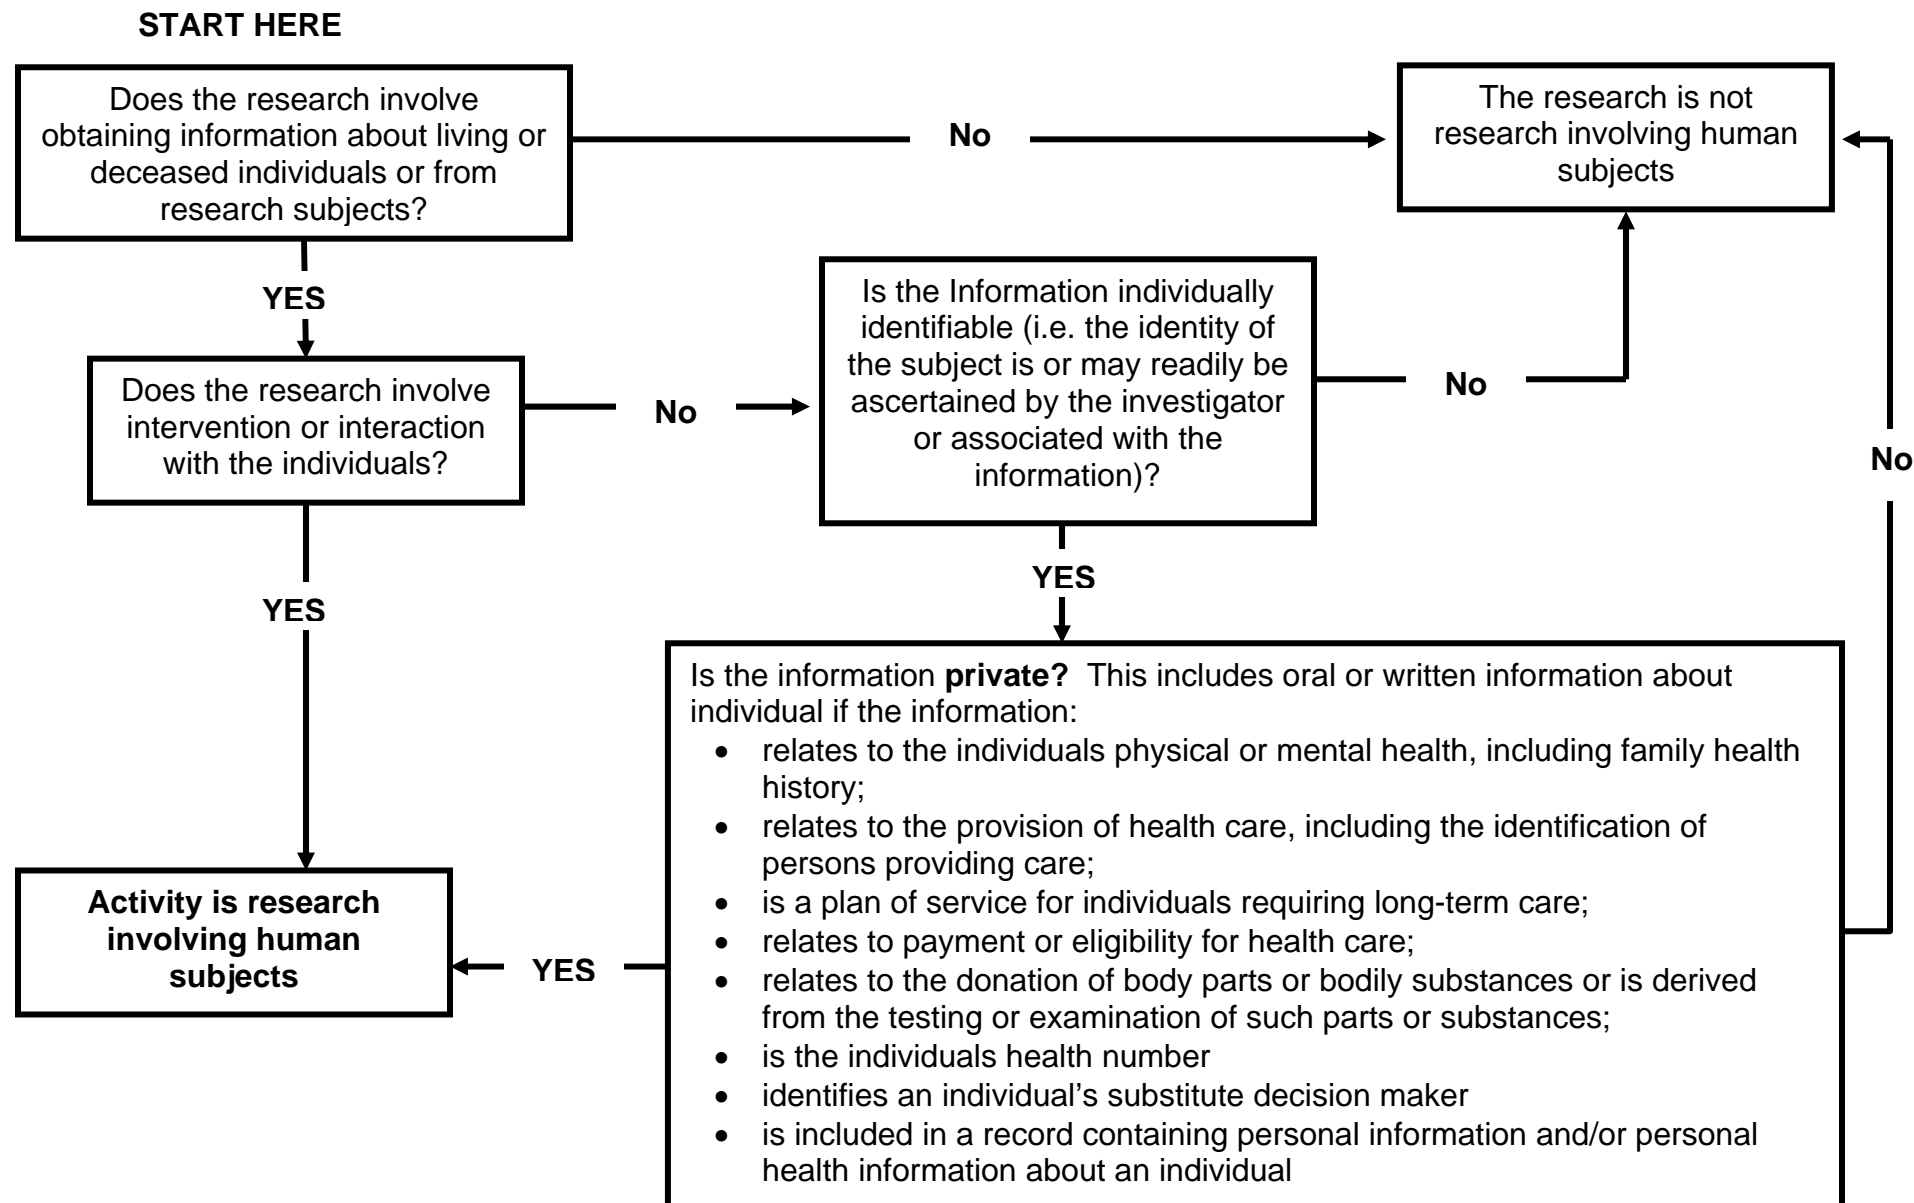 START HERE
Does the research involve
obtaining information about living or
deceased individuals or from
research subjects?
No
The research is not
research involving human
subjects
YES
Is the Information individually
identifiable (i.e. the identity of
the subject is or may readily be
ascertained by the investigator
or associated with the
information)?
Does the research involve
intervention or interaction
with the individuals?
No
No
No
YES
YES
Is the information private? This includes oral or written information about
individual if the information:
• relates to the individuals physical or mental health, including family health
history;
• relates to the provision of health care, including the identification of
persons providing care;
• is a plan of service for individuals requiring long-term care;
• relates to payment or eligibility for health care;
• relates to the donation of body parts or bodily substances or is derived
from the testing or examination of such parts or substances;
• is the individuals health number
• identifies an individual’s substitute decision maker
• is included in a record containing personal information and/or personal
health information about an individual
YES
Activity is research
involving human
subjects